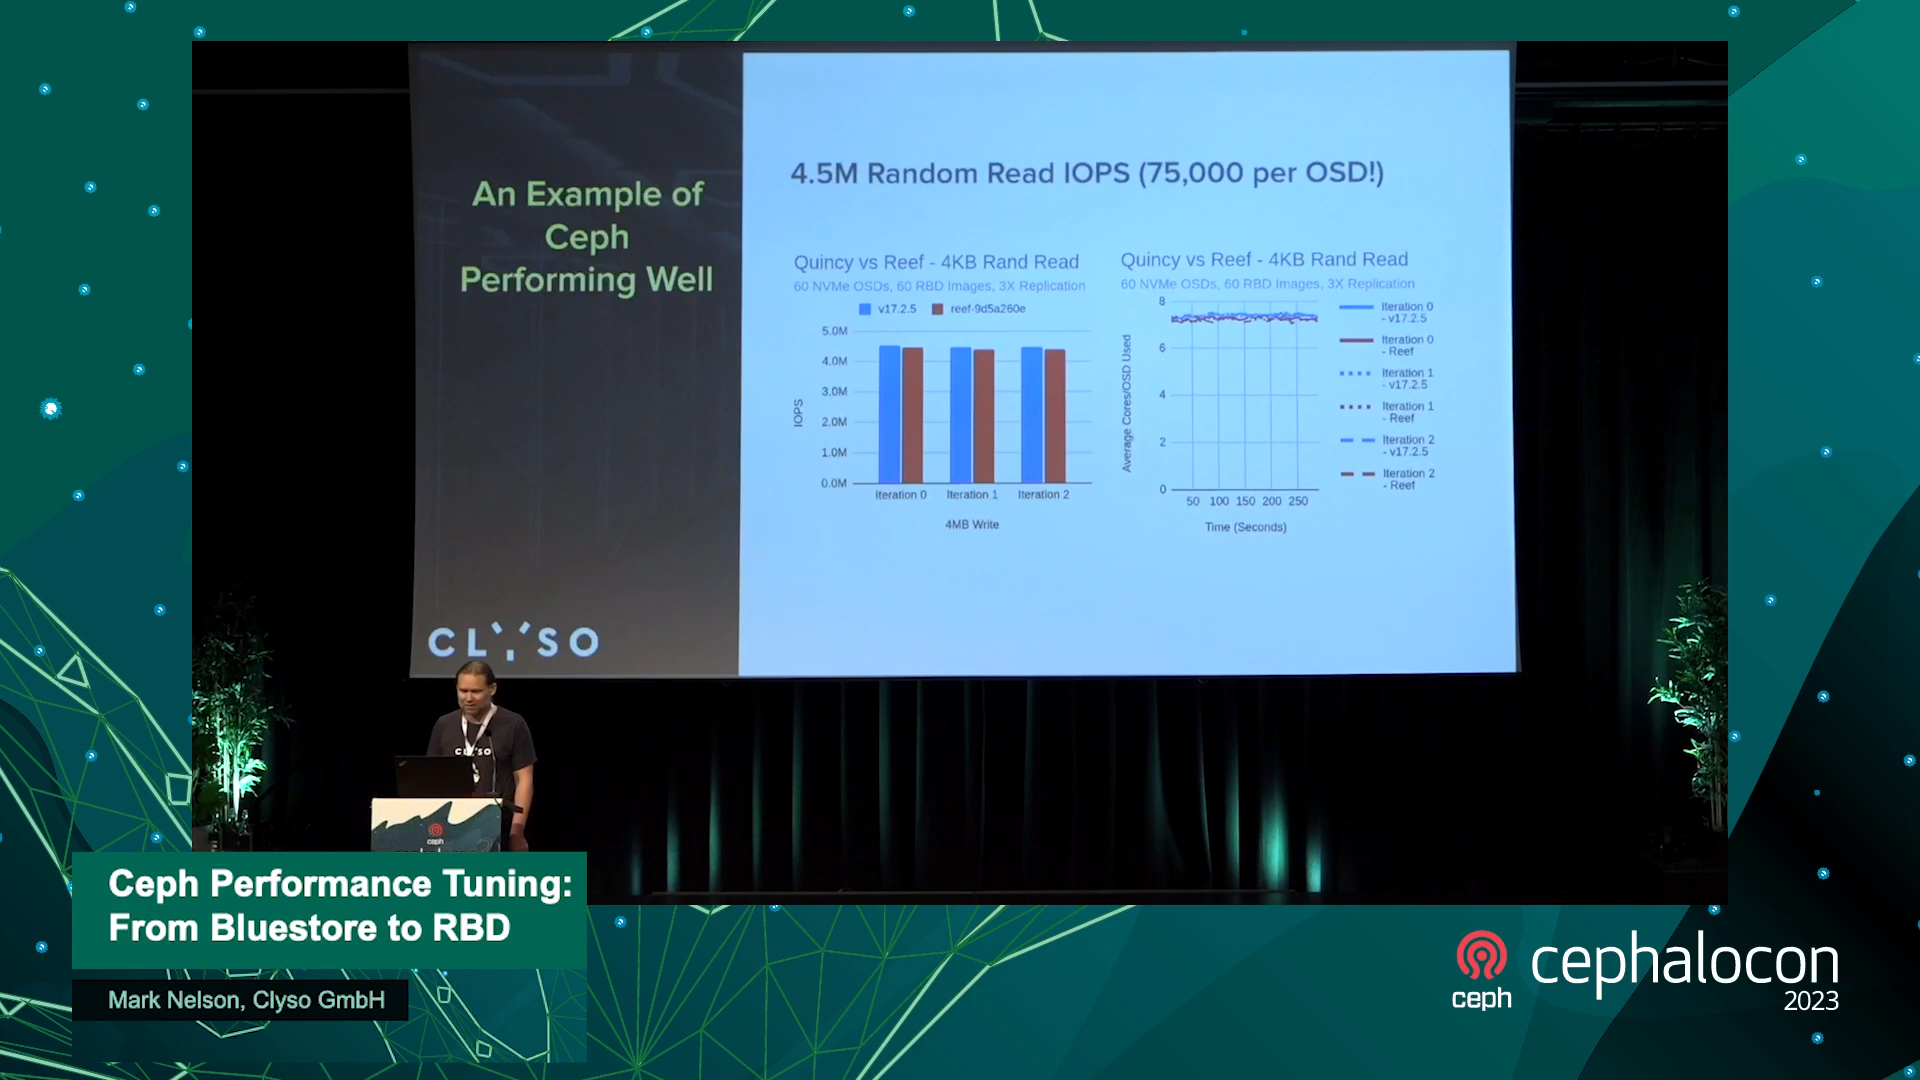 An Example of
Ceph
Performing Well
CLYSO
4.5M Random Read IOPS (75,000 per OSD!)
Quincy vs Reef - 4KB Rand Read
60 NVMe OSDs, 60 RBD Images, 3X Replication
v17.2.5
reef-9d5a260e
5.0M
4.0M
3.0M
2.0M
1.0M
0.0M
IOPS
Iteration 0
Iteration 1
Iteration 2
4MB Write
Quincy vs Reef - 4KB Rand Read
60 NVMe OSDs, 60 RBD Images, 3X Replication
8
6
4
2
0
Average Cores/OSD Used
50 100 150 200 250
Time (Seconds)
Iteration 0
- v17.2.5
Iteration 0
- Reef
Iteration 1
- v17.2.5
Iteration 1
- Reef
Iteration 2
- v17.2.5
Iteration 2
- Reef
CLYSO
ceph
Ceph Performance Tuning:
From Bluestore to RBD
Mark Nelson, Clyso GmbH
ceph
cephalocon
2023